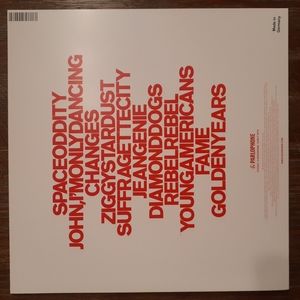 SPACEODDITY
JOHN,I'MONLYDANCING
CHANGES
ZIGGYSTARDUST
SUFFRAGETTECITY
JEANGENIE
DIAMONDDOGS
REBELREBEL
YOUNGAMERICANS
FAME
GOLDENYEARS
PARLOPHONE
Made in
Germany